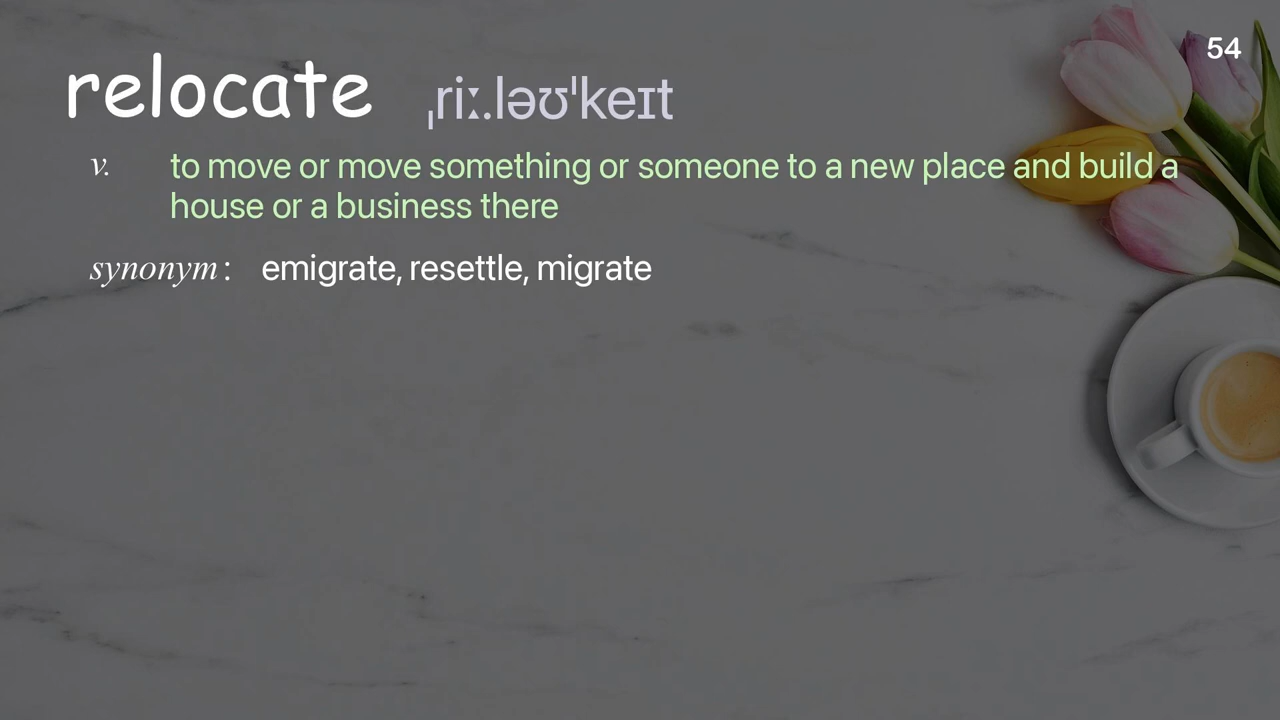 54
relocate ˌriː.ləʊˈkeɪt
v. to move or move something or someone to a new place and build a
house or a business there
synonym: emigrate, resettle, migrate